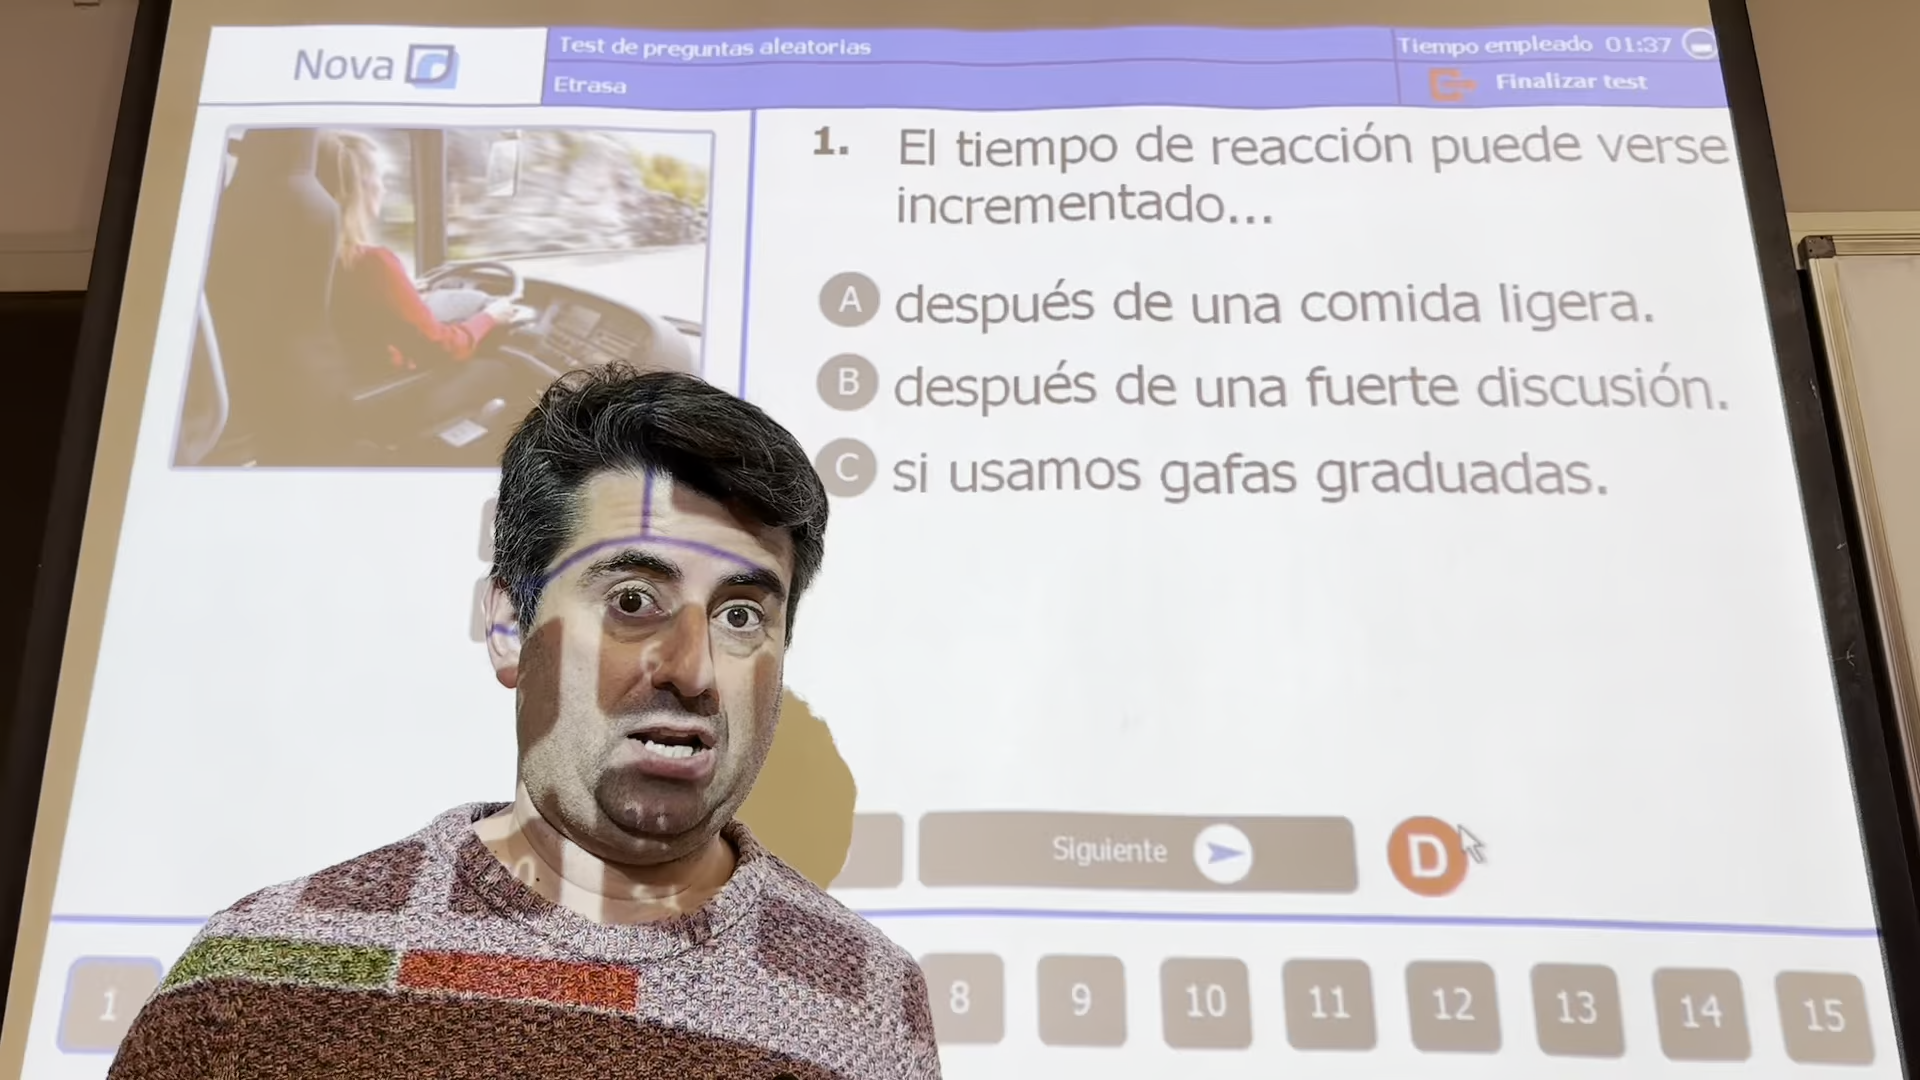 Nova
Test de preguntas aleatorias
Etrasa
Tiempo empleado 01:37
Finalizar test
1. El tiempo de reacción puede verse
incrementado...
A después de una comida ligera.
B después de una fuerte discusión.
C si usamos gafas graduadas.
Siguiente
D
1
8
9
10
11
12
13
14
15